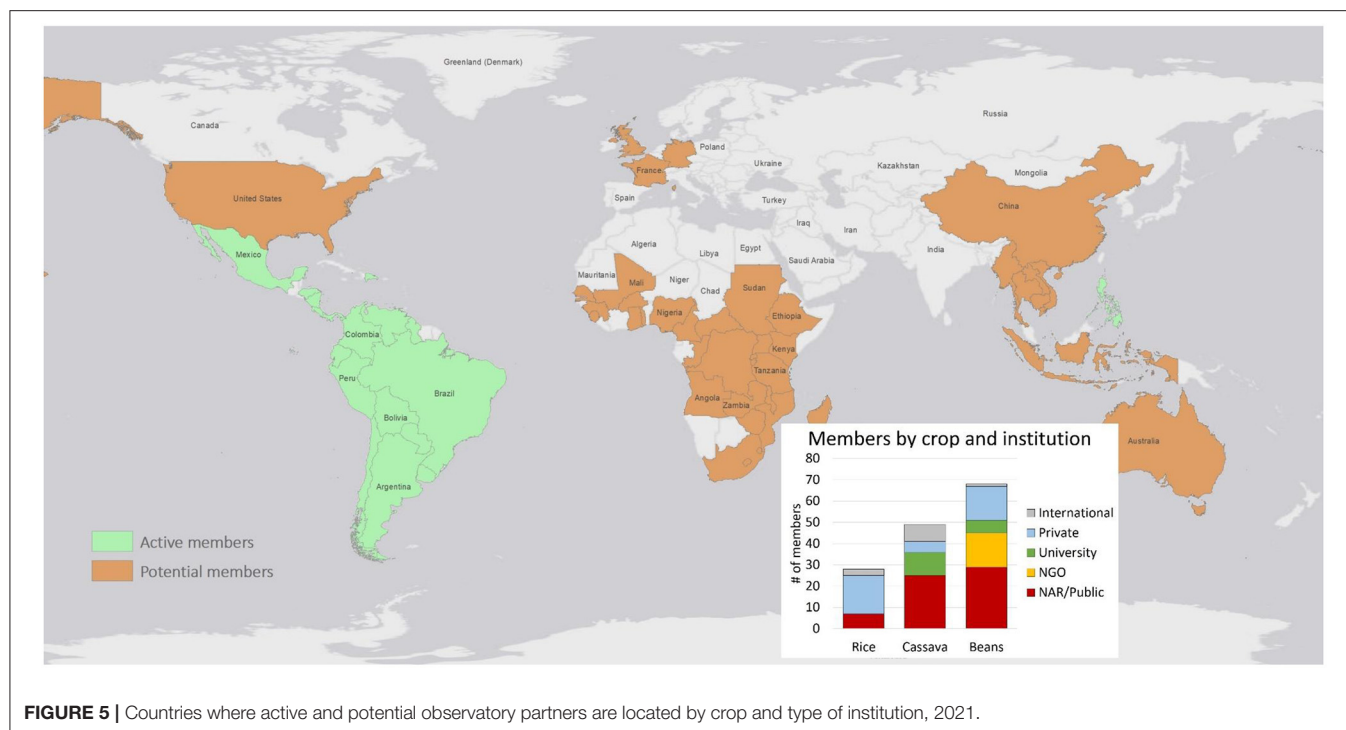 Greenland (Denmark)
Canada
Russia
United States
Mexico
Poland
Ukraine
France
Spain
Kazakhstan
Mongolia
Turkey
China
Iraq
Iran
Algeria
Libya
Egypt
Saudi Arabia
India
Mauritania
Mali
Niger
Chad
Sudan
Nigeria
Ethiopia
Kenya
Tanzania
Angola
Zambia
Colombia
Peru
Brazil
Bolivia
Argentina
Australia
Active members
Potential members
Members by crop and institution
# of members
80
70
60
50
40
30
20
10
0
Rice Cassava Beans
International
Private
University
NGO
NAR/Public
FIGURE 5 | Countries where active and potential observatory partners are located by crop and type of institution, 2021.